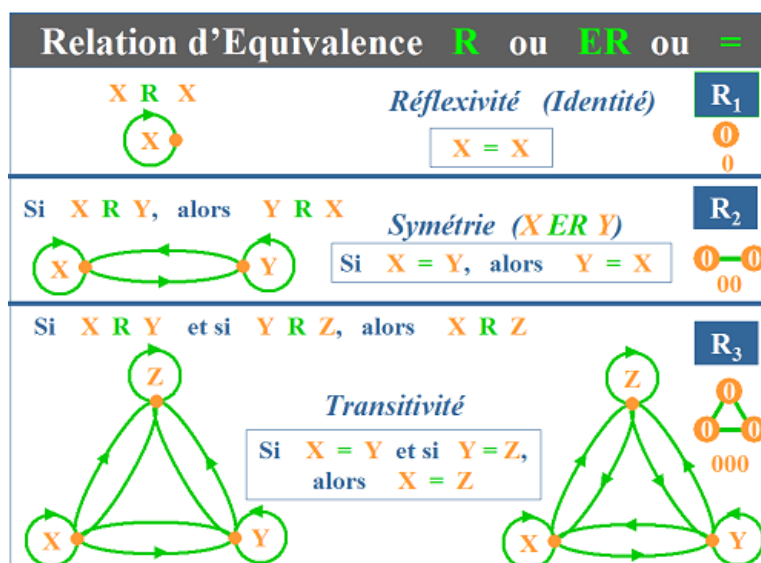 Relation d'Equivalence R ou ER ou =
X R X
X
Réflexivité (Identité)
X = X
R1
0
0
Si X R Y, alors Y R X
X
Y
Symétrie (X ER Y)
Si X = Y, alors Y = X
R2
0 0
00
Si X R Y et si Y R Z, alors X R Z
Z
X
Y
Transitivité
Si X = Y et si Y = Z,
alors X = Z
Z
X
Y
R3
0
0 0
000